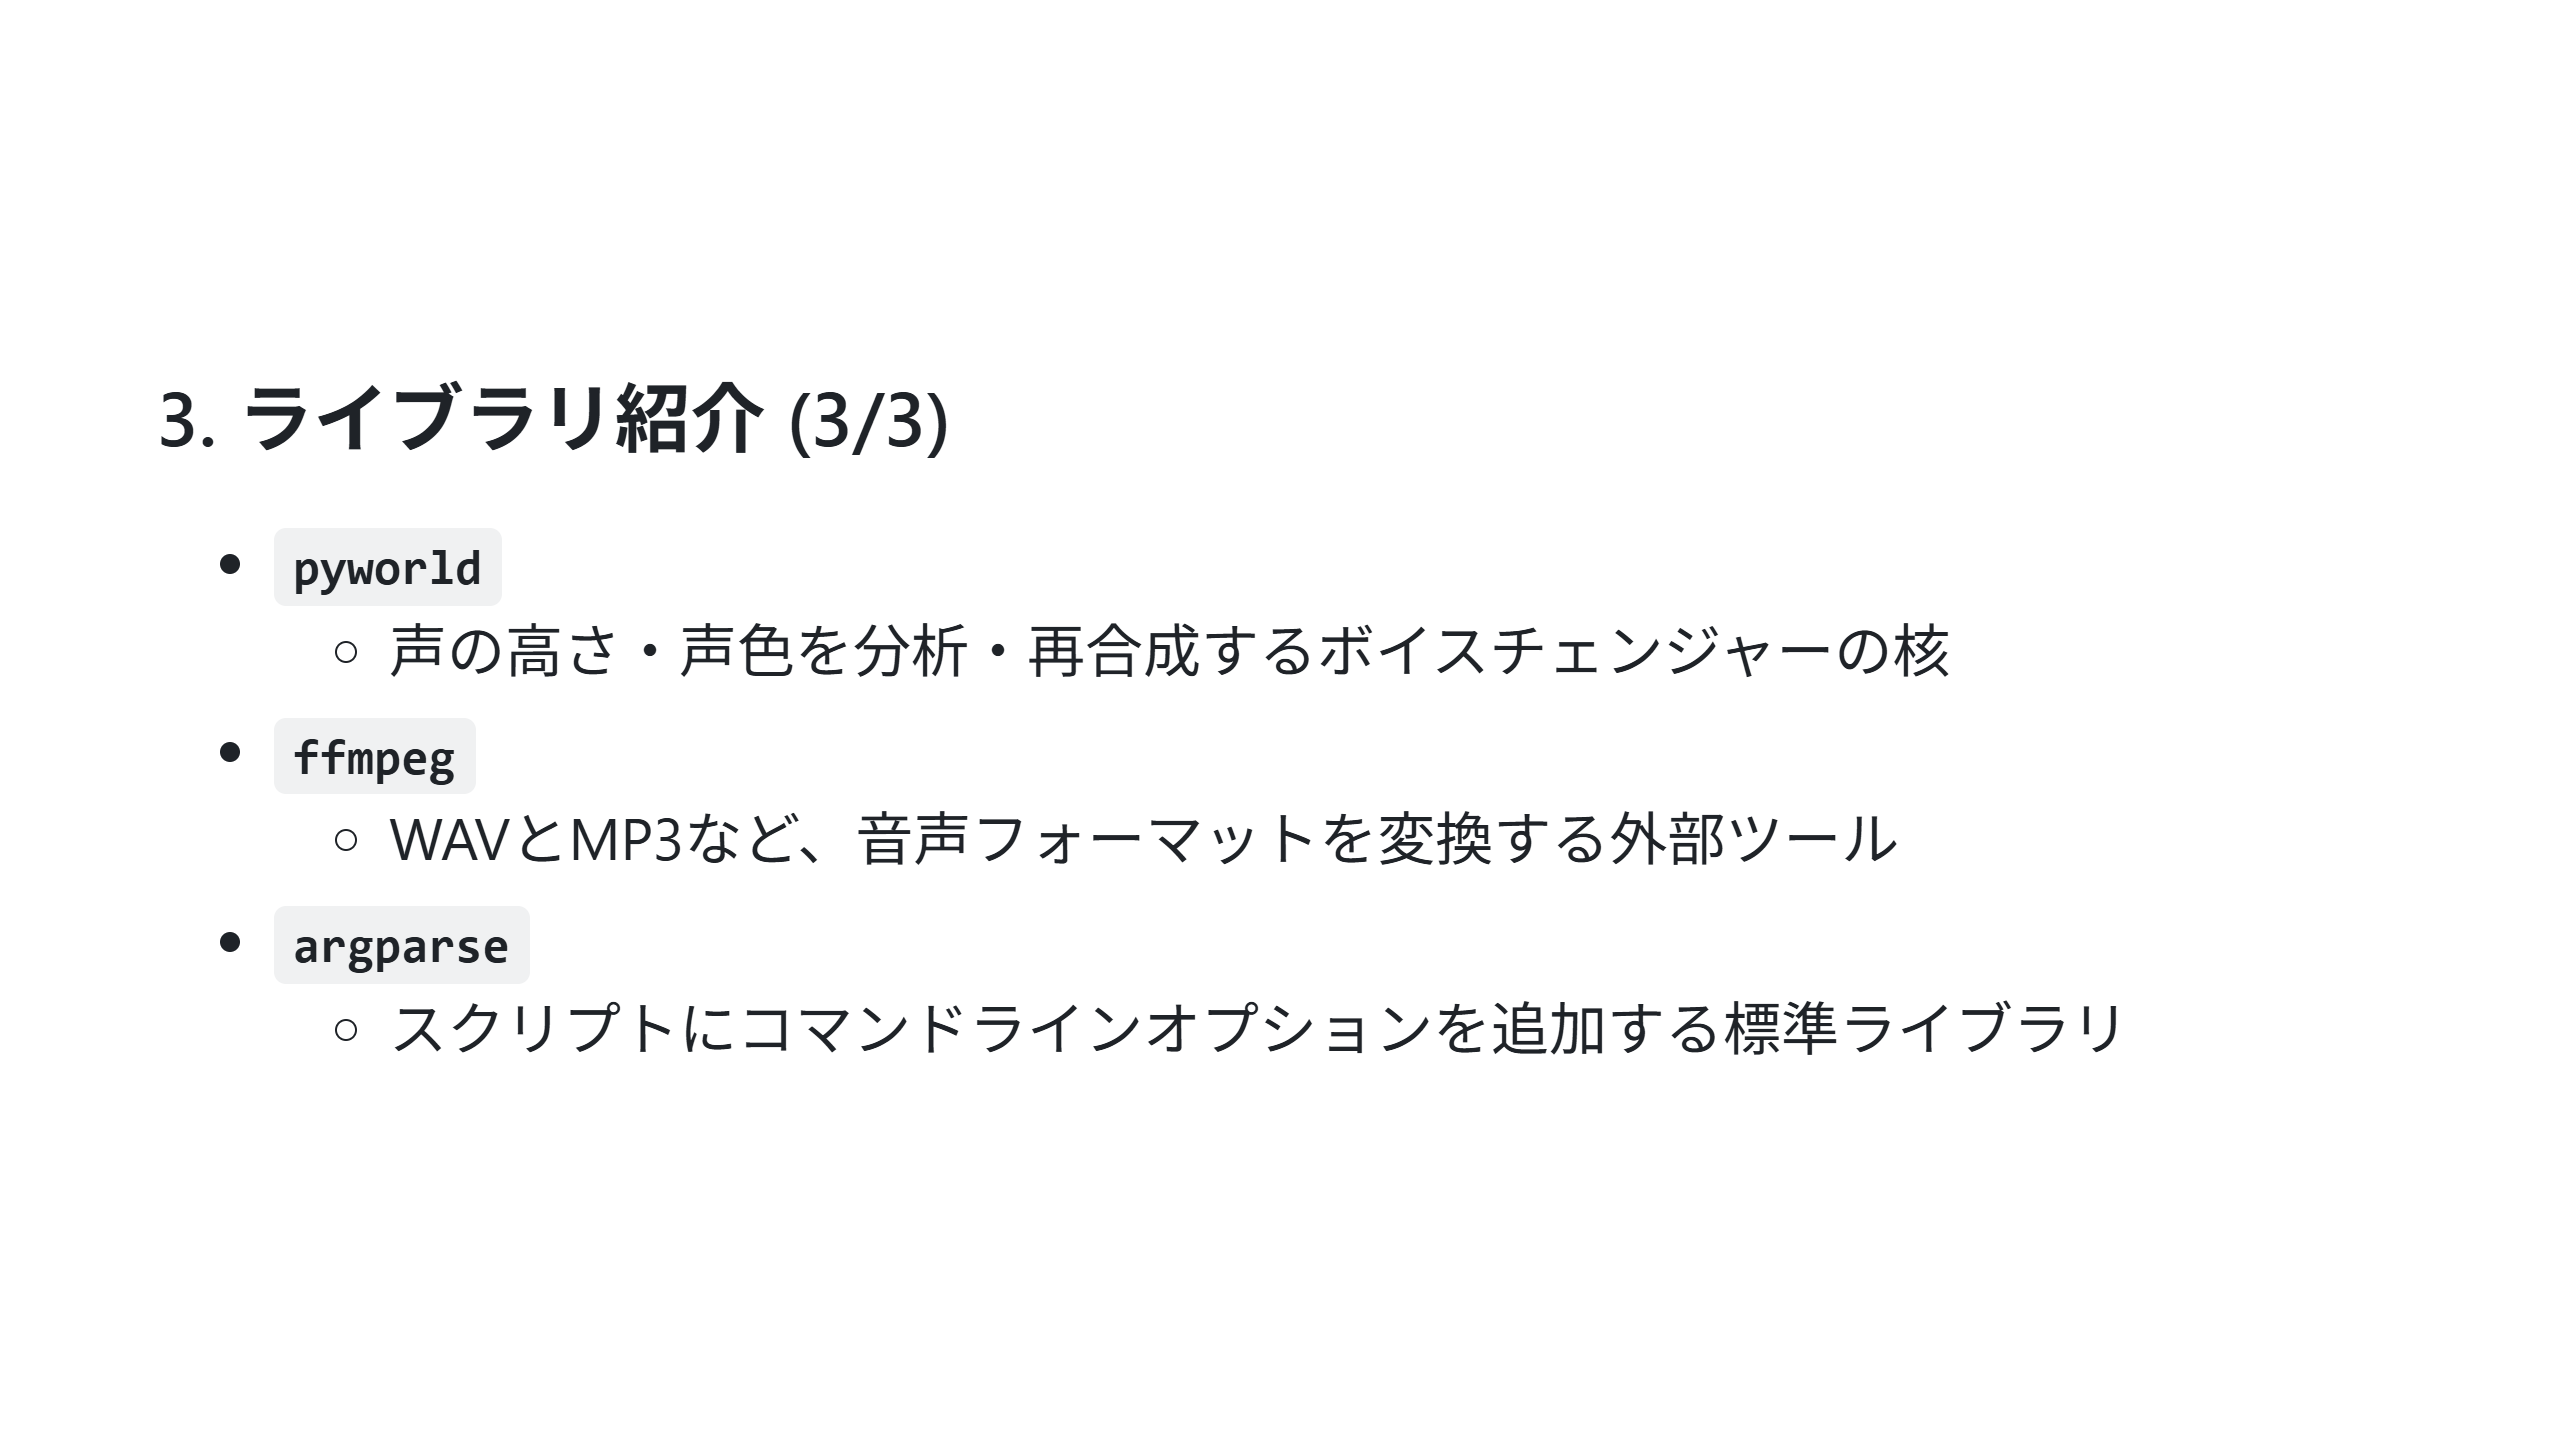 3. ライブラリ紹介 (3/3)
pyworld
声の高さ・声色を分析・再合成するボイスチェンジャーの核
ffmpeg
WAVとMP3など、音声フォーマットを変換する外部ツール
argparse
スクリプトにコマンドラインオプションを追加する標準ライブラリ